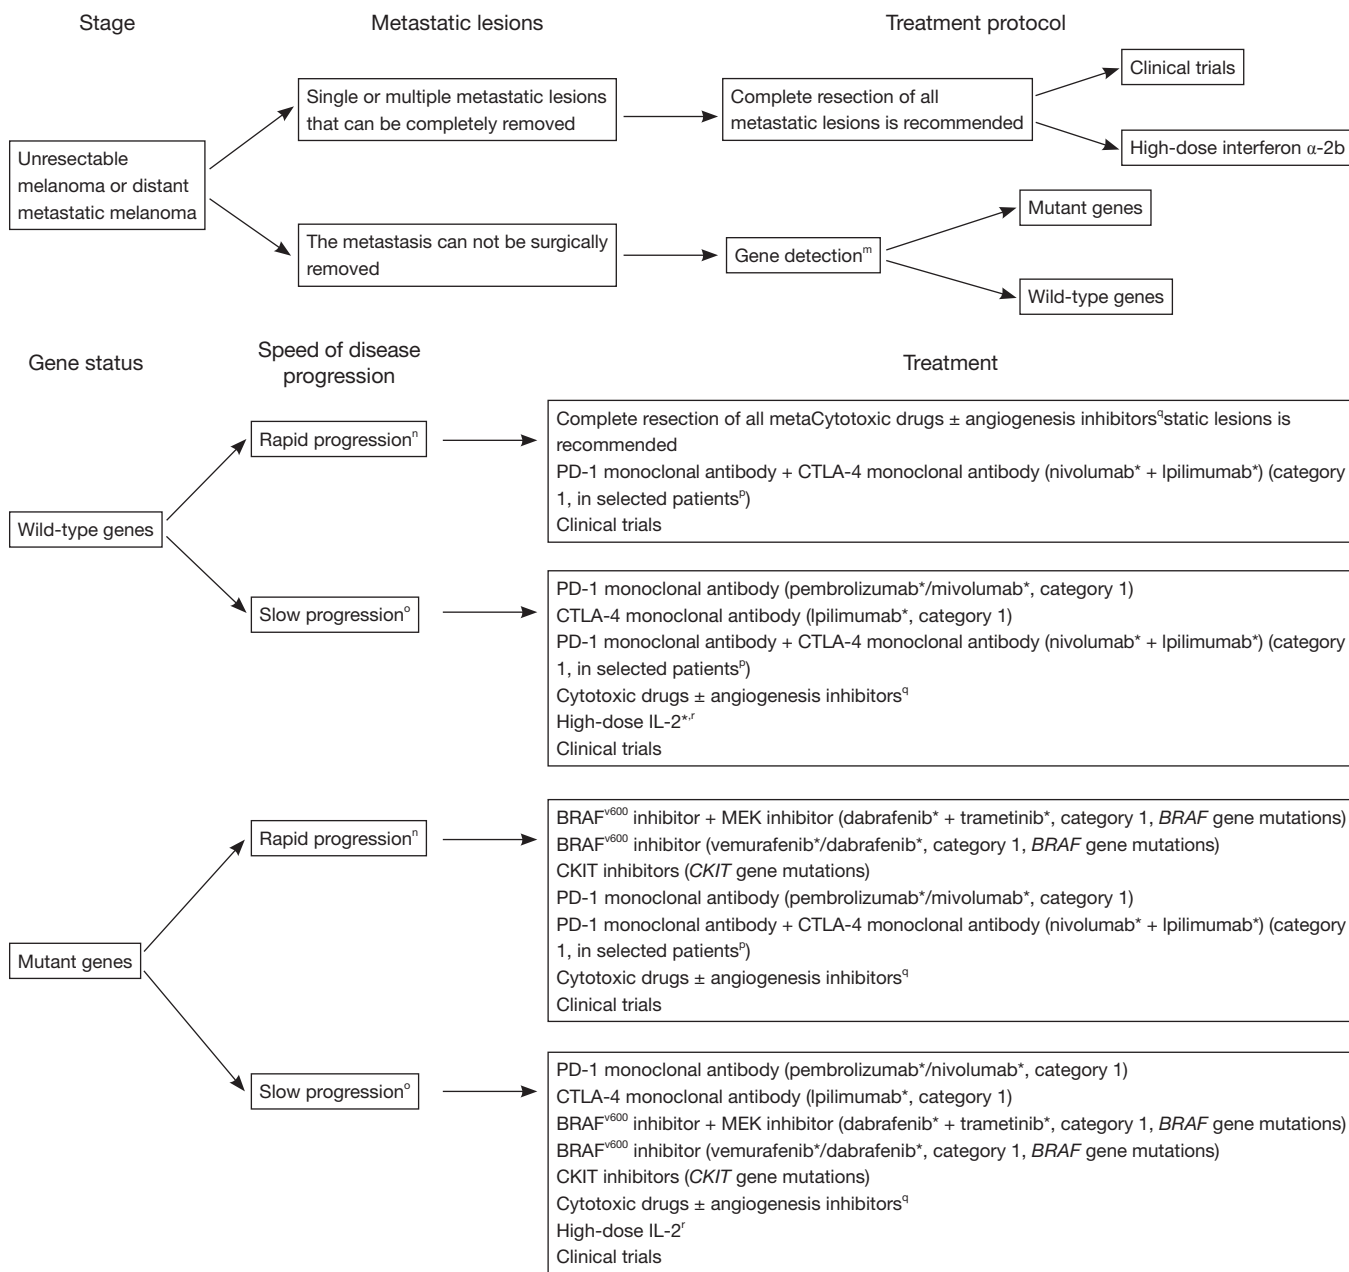 Stage
Metastatic lesions
Treatment protocol
Unresectable
melanoma or distant
metastatic melanoma
Single or multiple metastatic lesions
that can be completely removed
Complete resection of all
metastatic lesions is recommended
Clinical trials
High-dose interferon α-2b
The metastasis can not be surgically
removed
Gene detectionᵐ
Mutant genes
Wild-type genes
Gene status
Speed of disease
progression
Treatment
Wild-type genes
Rapid progressionⁿ
Complete resection of all metaCytotoxic drugs ± angiogenesis inhibitors^qstatic lesions is
recommended
PD-1 monoclonal antibody + CTLA-4 monoclonal antibody (nivolumab* + lpilimumab*) (category
1, in selected patientsᵖ)
Clinical trials
Slow progressionᵒ
PD-1 monoclonal antibody (pembrolizumab*/mivolumab*, category 1)
CTLA-4 monoclonal antibody (lpilimumab*, category 1)
PD-1 monoclonal antibody + CTLA-4 monoclonal antibody (nivolumab* + lpilimumab*) (category
1, in selected patientsᵖ)
Cytotoxic drugs ± angiogenesis inhibitors^q
High-dose IL-2*,ʳ
Clinical trials
Mutant genes
Rapid progressionⁿ
BRAFᵛ⁶⁰⁰ inhibitor + MEK inhibitor (dabrafenib* + trametinib*, category 1, BRAF gene mutations)
BRAFᵛ⁶⁰⁰ inhibitor (vemurafenib*/dabrafenib*, category 1, BRAF gene mutations)
CKIT inhibitors (CKIT gene mutations)
PD-1 monoclonal antibody (pembrolizumab*/mivolumab*, category 1)
PD-1 monoclonal antibody + CTLA-4 monoclonal antibody (nivolumab* + lpilimumab*) (category
1, in selected patientsᵖ)
Cytotoxic drugs ± angiogenesis inhibitors^q
Clinical trials
Slow progressionᵒ
PD-1 monoclonal antibody (pembrolizumab*/nivolumab*, category 1)
CTLA-4 monoclonal antibody (lpilimumab*, category 1)
BRAFᵛ⁶⁰⁰ inhibitor + MEK inhibitor (dabrafenib* + trametinib*, category 1, BRAF gene mutations)
BRAFᵛ⁶⁰⁰ inhibitor (vemurafenib*/dabrafenib*, category 1, BRAF gene mutations)
CKIT inhibitors (CKIT gene mutations)
Cytotoxic drugs ± angiogenesis inhibitors^q
High-dose IL-2ʳ
Clinical trials